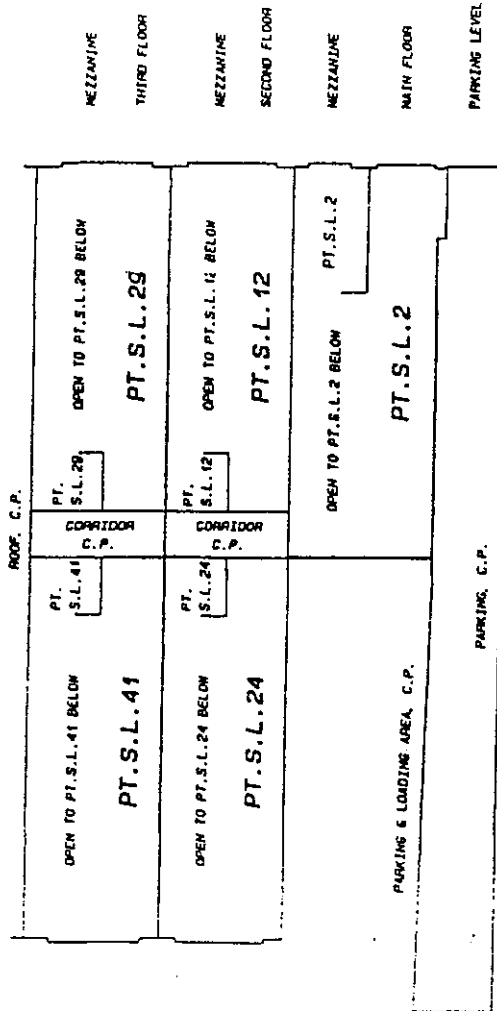 ROOF, C.P.
MEZZANINE
THIRD FLOOR
MEZZANINE
SECOND FLOOR
MEZZANINE
MAIN FLOOR
PARKING LEVEL
OPEN TO PT.S.L.41 BELOW
PT.S.L.41
PT.
S.L.41
CORRIDOR
C.P.
PT.
S.L.29
OPEN TO PT.S.L.29 BELOW
PT.S.L.29
OPEN TO PT.S.L.24 BELOW
PT.S.L.24
PT.
S.L.24
CORRIDOR
C.P.
PT.
S.L.12
OPEN TO PT.S.L.12 BELOW
PT.S.L.12
OPEN TO PT.S.L.2 BELOW
PT.S.L.2
PT.S.L.2
PARKING & LOADING AREA, C.P.
PARKING, C.P.